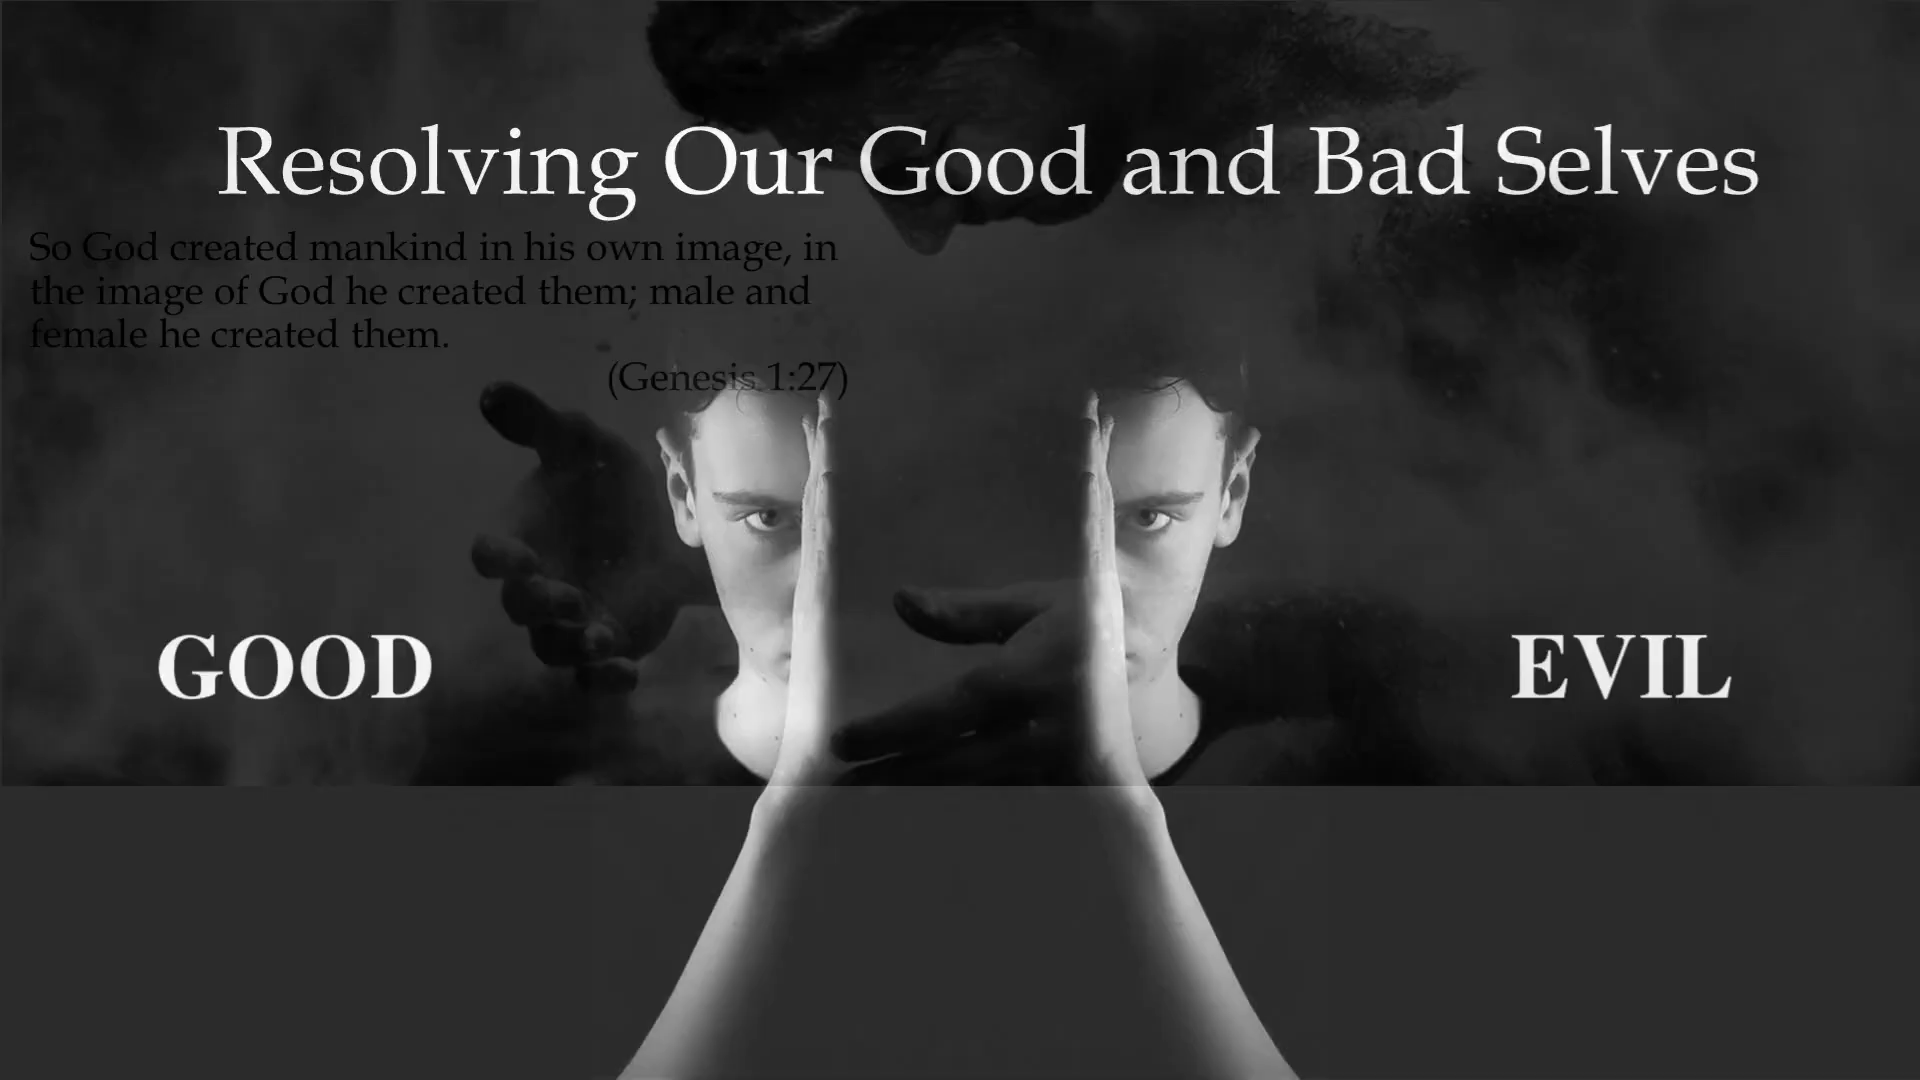 Resolving Our Good and Bad Selves
So God created mankind in his own image, in
the image of God he created them; male and
female he created them.
(Genesis 1:27)
GOOD
EVIL